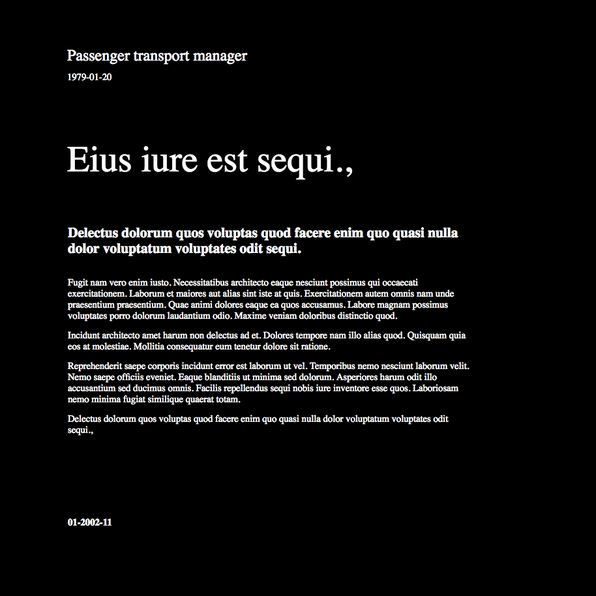 Passenger transport manager
1979-01-20
Eius iure est sequi.,
Delectus dolorum quos voluptas quod facere enim quo quasi nulla
dolor voluptatum voluptates odit sequi.
Fugit nam vero enim iusto. Necessitatibus architecto eaque nesciunt possimus qui occaecati
exercitationem. Laborum et maiores aut alias sint iste at quis. Exercitationem autem omnis nam unde
praesentium praesentium. Quae animi dolores eaque ea quos accusamus. Labore magnam possimus
voluptates porro dolorum laudantium odio. Maxime veniam doloribus distinctio quod.
Incidunt architecto amet harum non delectus ad et. Dolores tempore nam illo alias quod. Quisquam quia
eos at molestiae. Mollitia consequatur eum tenetur dolore sit ratione.
Reprehenderit saepe corporis incidunt error est laborum ut vel. Temporibus nemo nesciunt laborum velit.
Nemo saepe officiis eveniet. Eaque blanditiis ut minima sed dolorum. Asperiores harum odit illo
accusantium sed ducimus omnis. Facilis repellendus sequi nobis iure inventore esse quos. Laboriosam
nemo minima fugiat similique quaerat totam.
Delectus dolorum quos voluptas quod facere enim quo quasi nulla dolor voluptatum voluptates odit
sequi.,
01-2002-11